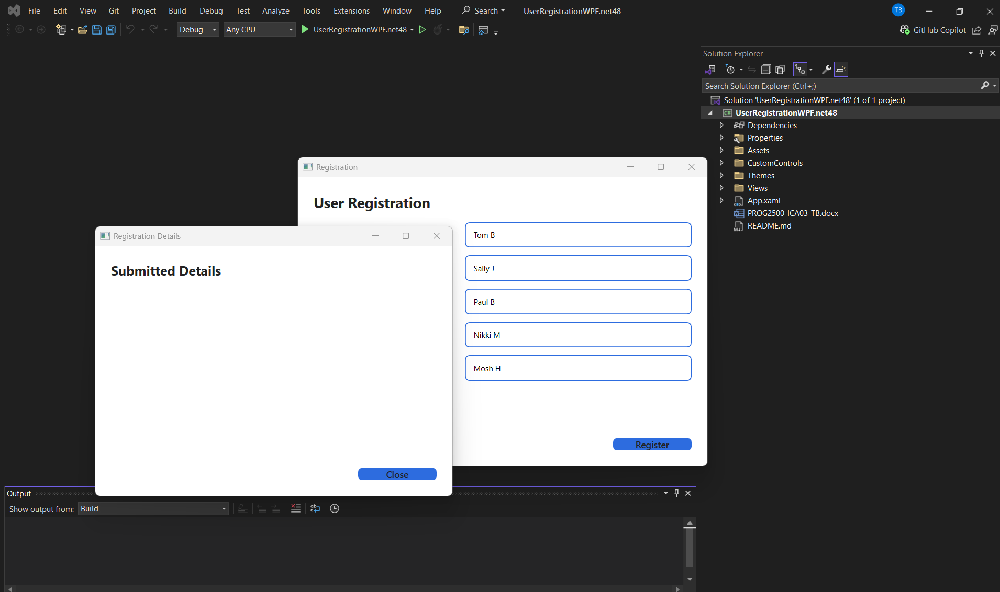 File Edit View Git Project Build Debug Test Analyze Tools Extensions Window Help Search UserRegistrationWPF.net48 TB
Debug Any CPU UserRegistrationWPF.net48 GitHub Copilot
Solution Explorer
Search Solution Explorer (Ctrl+;)
Solution 'UserRegistrationWPF.net48' (1 of 1 project)
C# UserRegistrationWPF.net48
Dependencies
Properties
Assets
CustomControls
Themes
Views
App.xaml
PROG2500_ICA03_TB.docx
README.md
Registration
User Registration
Tom B
Sally J
Paul B
Nikki M
Mosh H
Register
Registration Details
Submitted Details
Close
Output
Show output from: Build